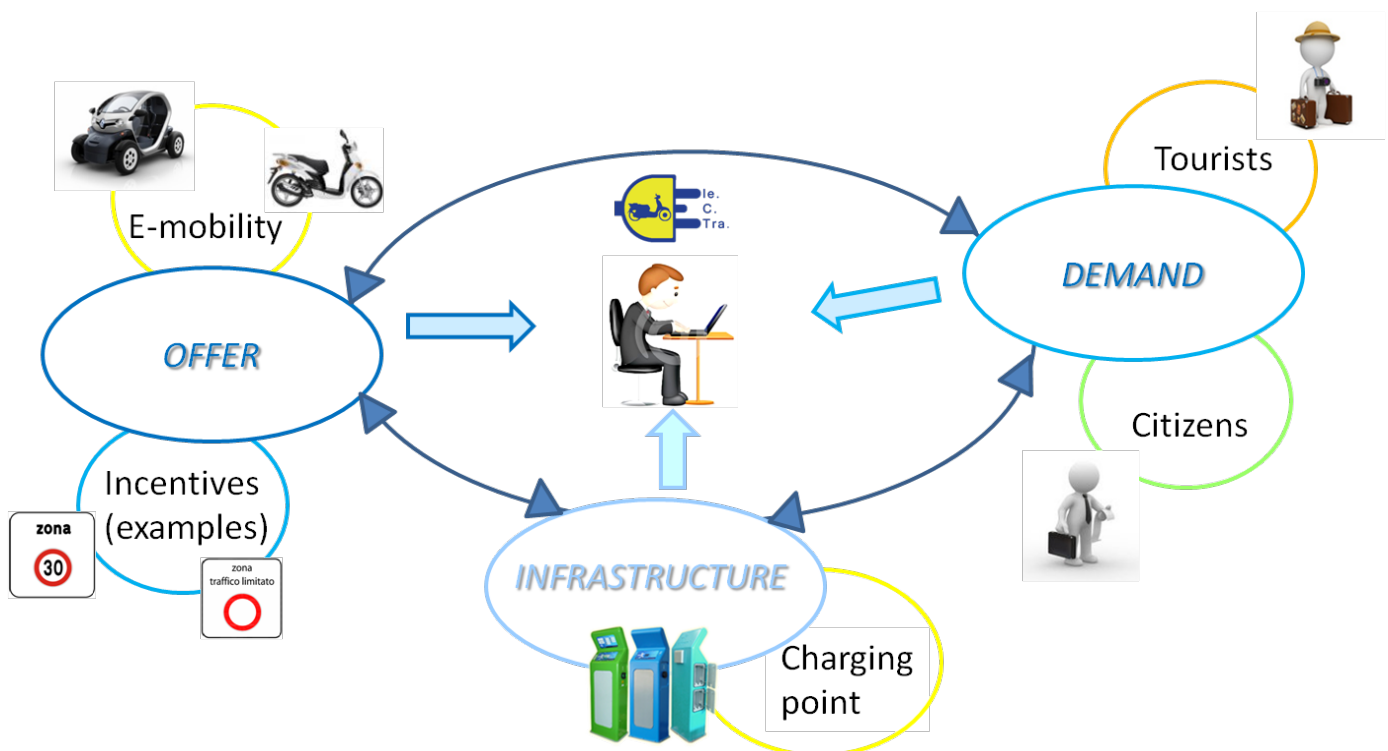 Tourists
E-mobility
le.
C.
Tra.
DEMAND
OFFER
Citizens
Incentives
(examples)
zona
30
zona
traffico limitato
INFRASTRUCTURE
Charging
point